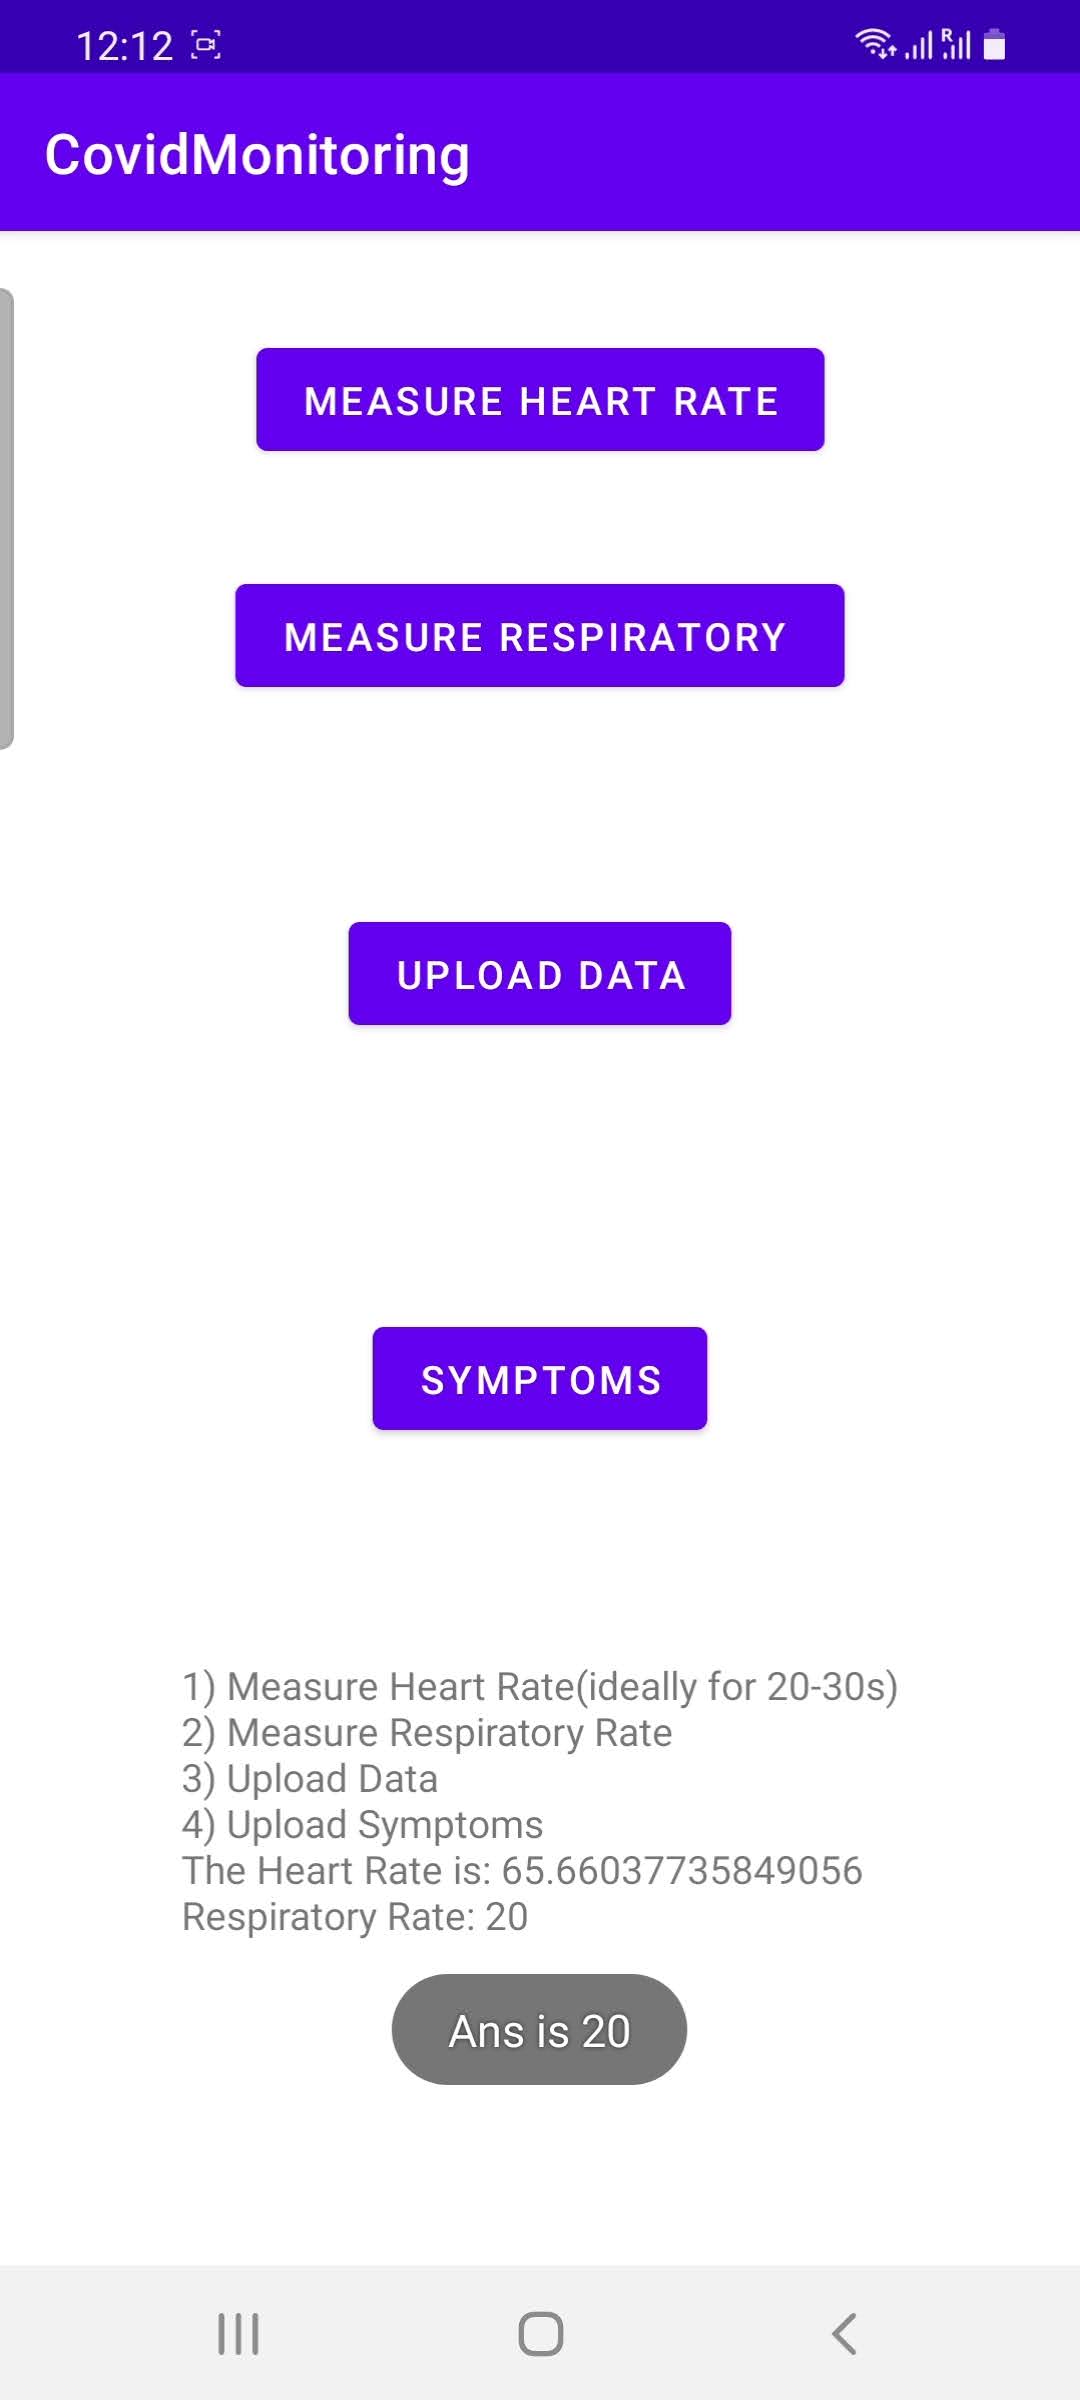 12:12
R
CovidMonitoring
MEASURE HEART RATE
MEASURE RESPIRATORY
UPLOAD DATA
SYMPTOMS
1) Measure Heart Rate(ideally for 20-30s)
2) Measure Respiratory Rate
3) Upload Data
4) Upload Symptoms
The Heart Rate is: 65.66037735849056
Respiratory Rate: 20
Ans is 20